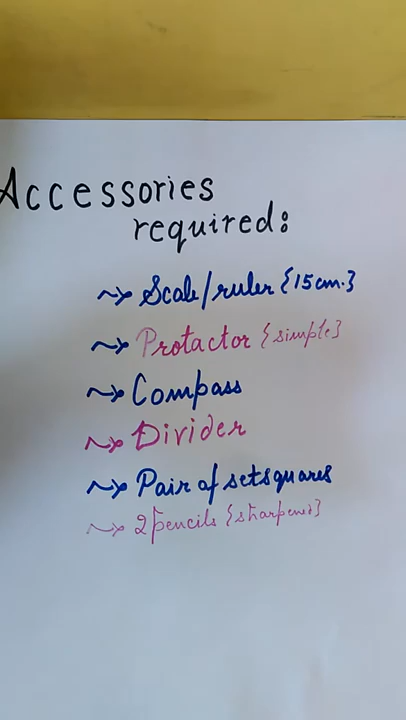 Accessories
required:
~> Scale/ruler {15cm.}
~> Protactor {simple}
~> Compass
~> Divider
~> Pair of setsquares
~> 2 pencils {sharpened}